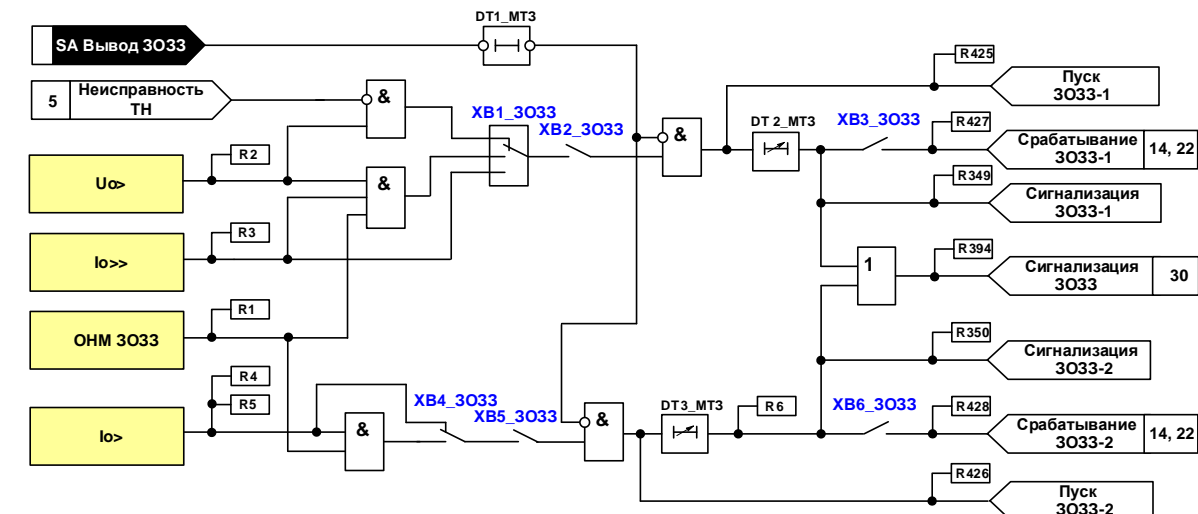 DT1_МТЗ
SA Вывод ЗОЗЗ
R425
Пуск
ЗОЗЗ-1
5
Неисправность
ТН
&
XB1_ЗОЗЗ
XB2_ЗОЗЗ
&
DT 2_МТЗ
XB3_ЗОЗЗ
R427
Срабатывание
ЗОЗЗ-1
14, 22
R2
Uo>
&
R349
Сигнализация
ЗОЗЗ-1
R3
Io>>
1
R394
Сигнализация
ЗОЗЗ
30
R1
ОНМ ЗОЗЗ
R350
Сигнализация
ЗОЗЗ-2
R4
R5
Io>
&
XB4_ЗОЗЗ
XB5_ЗОЗЗ
&
DT3_МТЗ
R6
XB6_ЗОЗЗ
R428
Срабатывание
ЗОЗЗ-2
14, 22
R426
Пуск
ЗОЗЗ-2